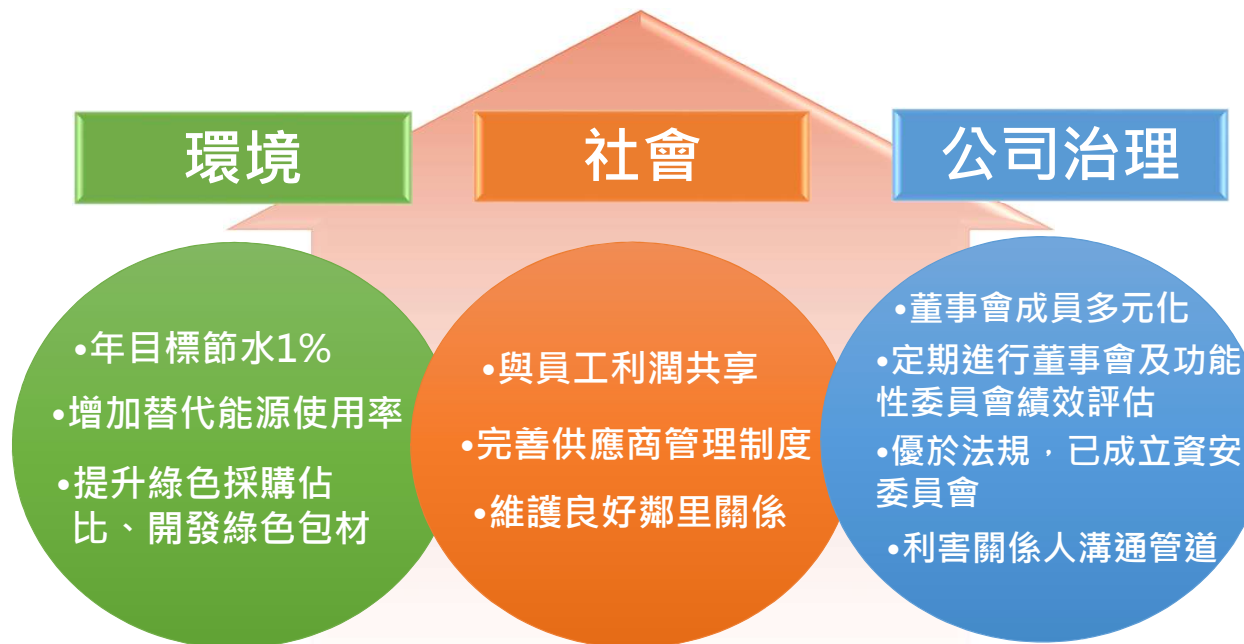 環境
•年目標節水1%
•增加替代能源使用率
•提升綠色採購佔
比、開發綠色包材
社會
•與員工利潤共享
•完善供應商管理制度
•維護良好鄰里關係
公司治理
•董事會成員多元化
•定期進行董事會及功能
性委員會績效評估
•優於法規，已成立資安
委員會
•利害關係人溝通管道